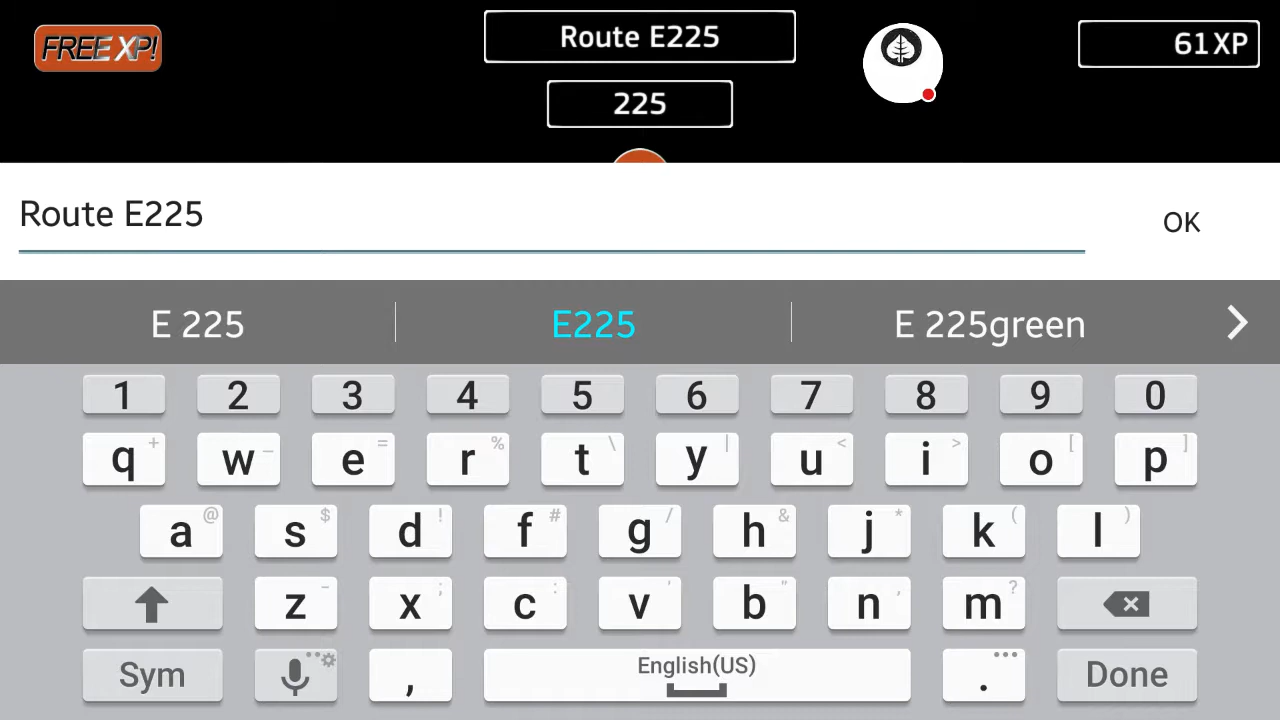 FREE XP!
Route E225
61 XP
225
Route E225
OK
E 225
E225
E 225green
1 2 3 4 5 6 7 8 9 0
q + w e = r % t \ y | u < i > o [ p ]
a @ s $ d ! f # g / h & j * k ( l )
z x ; c : v ' b " n , m ?
Sym , English(US) . Done